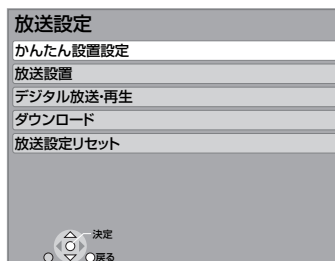 放送設定
かんたん設置設定
放送設置
デジタル放送・再生
ダウンロード
放送設定リセット
決定
戻る